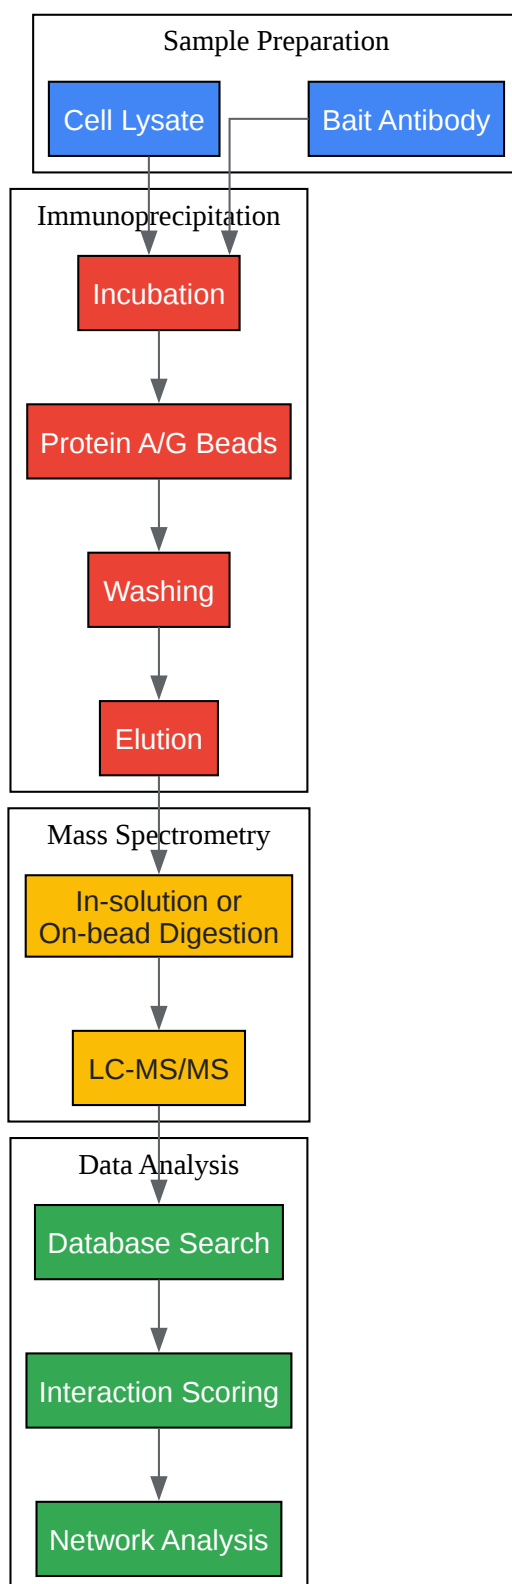 Sample Preparation
Cell Lysate
Bait Antibody
Immunoprecipitation
Incubation
Protein A/G Beads
Washing
Elution
Mass Spectrometry
In-solution or
On-bead Digestion
LC-MS/MS
Data Analysis
Database Search
Interaction Scoring
Network Analysis